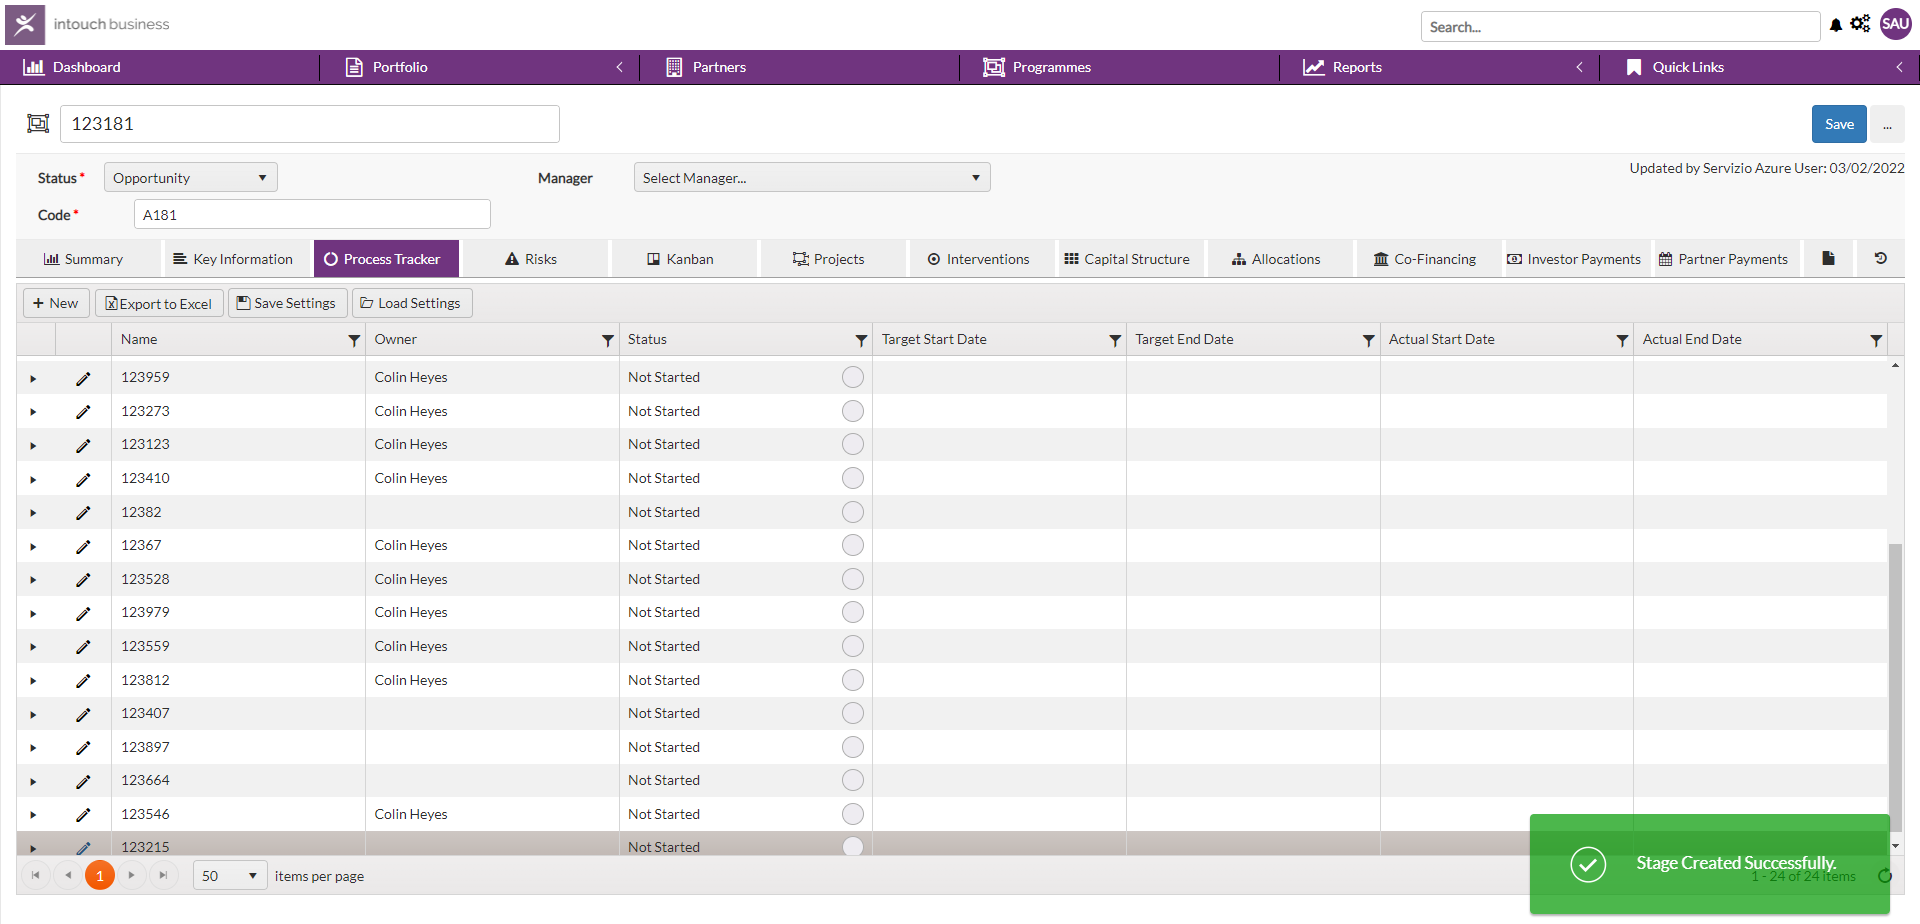 intouch business
Search...
SAU
Dashboard
Portfolio
Partners
Programmes
Reports
Quick Links
123181
Save
...
Status *
Opportunity
Manager
Select Manager...
Updated by Servizio Azure User: 03/02/2022
Code *
A181
Summary
Key Information
Process Tracker
Risks
Kanban
Projects
Interventions
Capital Structure
Allocations
Co-Financing
Investor Payments
Partner Payments
+ New
Export to Excel
Save Settings
Load Settings
Name
Owner
Status
Target Start Date
Target End Date
Actual Start Date
Actual End Date
123959 Colin Heyes Not Started
123273 Colin Heyes Not Started
123123 Colin Heyes Not Started
123410 Colin Heyes Not Started
12382 Not Started
12367 Colin Heyes Not Started
123528 Colin Heyes Not Started
123979 Colin Heyes Not Started
123559 Colin Heyes Not Started
123812 Colin Heyes Not Started
123407 Not Started
123897 Not Started
123664 Not Started
123546 Colin Heyes Not Started
123215 Not Started
1
50
items per page
Stage Created Successfully.
1 - 24 of 24 items